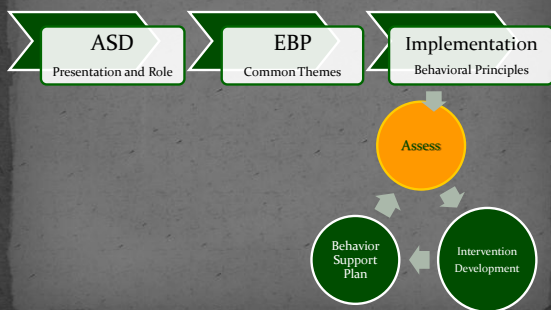 ASD
Presentation and Role
EBP
Common Themes
Implementation
Behavioral Principles
Assess
Behavior
Support
Plan
Intervention
Development